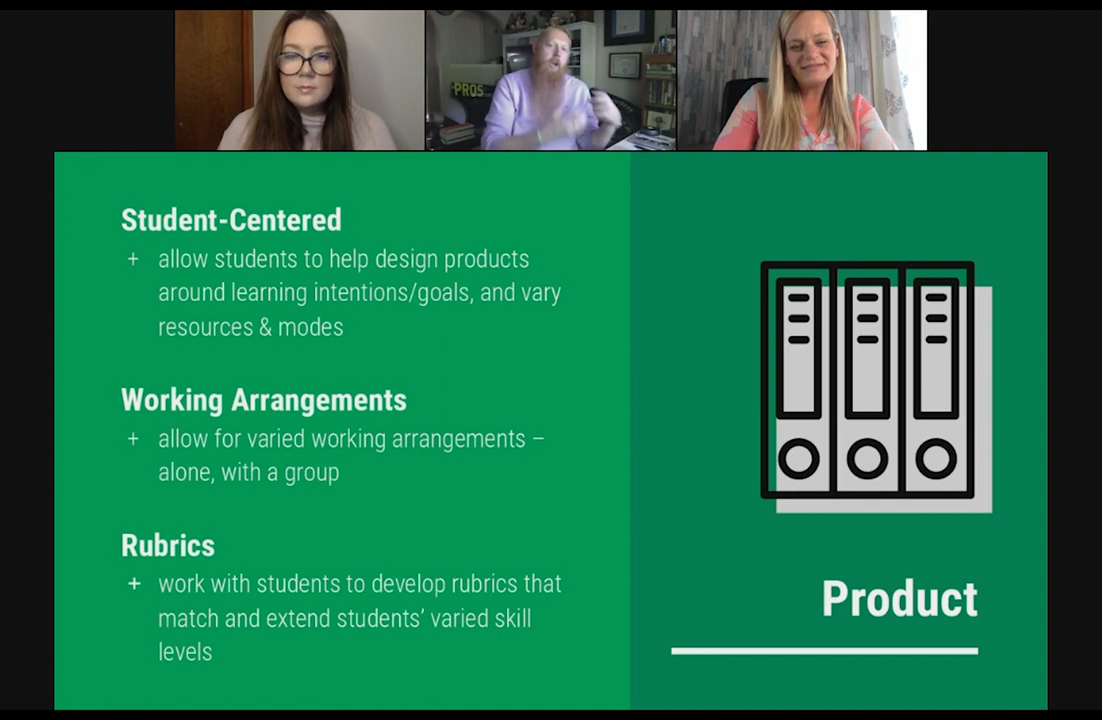 PROS
Student-Centered
+ allow students to help design products
around learning intentions/goals, and vary
resources & modes
Working Arrangements
+ allow for varied working arrangements –
alone, with a group
Rubrics
+ work with students to develop rubrics that
match and extend students’ varied skill
levels
Product